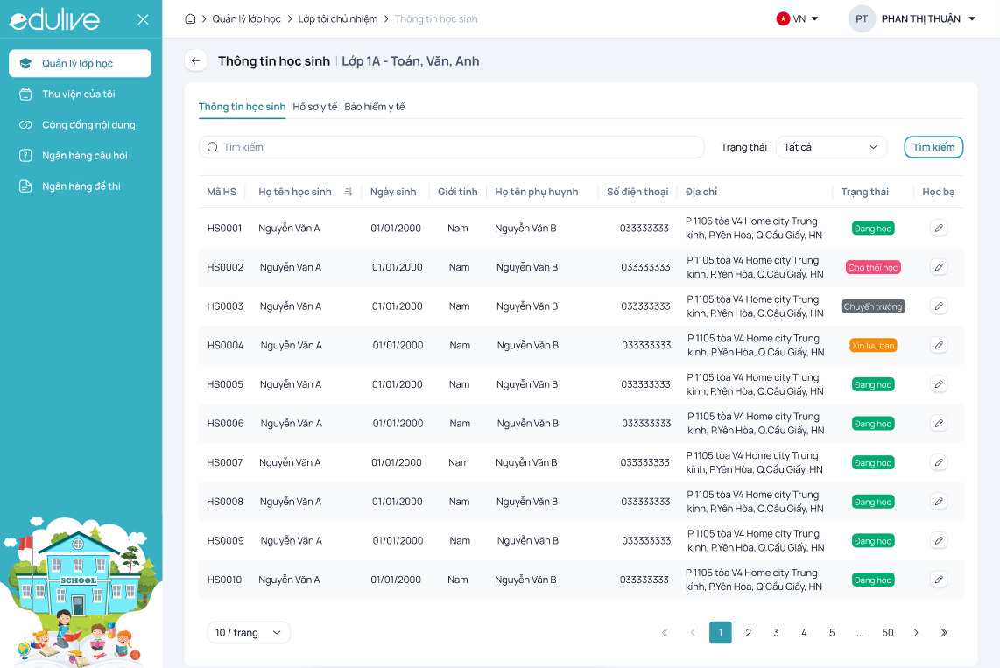 edulive
Quản lý lớp học
Thư viện của tôi
Cộng đồng nội dung
Ngân hàng câu hỏi
Ngân hàng đề thi
SCHOOL
Quản lý lớp học
Lớp tôi chủ nhiệm
Thông tin học sinh
VN
PT
PHAN THỊ THUẬN
Thông tin học sinh | Lớp 1A - Toán, Văn, Anh
Thông tin học sinh Hồ sơ y tế Bảo hiểm y tế
Tìm kiếm
Trạng thái
Tất cả
Tìm kiếm
Mã HS Họ tên học sinh Ngày sinh Giới tính Họ tên phụ huynh Số điện thoại Địa chỉ Trạng thái Học bạ
HS0001 Nguyễn Văn A 01/01/2000 Nam Nguyễn Văn B 033333333 P 1105 tòa V4 Home city Trung
kính, P.Yên Hòa, Q.Cầu Giấy, HN
Đang học
HS0002 Nguyễn Văn A 01/01/2000 Nam Nguyễn Văn B 033333333 P 1105 tòa V4 Home city Trung
kính, P.Yên Hòa, Q.Cầu Giấy, HN
Cho thôi học
HS0003 Nguyễn Văn A 01/01/2000 Nam Nguyễn Văn B 033333333 P 1105 tòa V4 Home city Trung
kính, P.Yên Hòa, Q.Cầu Giấy, HN
Chuyển trường
HS0004 Nguyễn Văn A 01/01/2000 Nam Nguyễn Văn B 033333333 P 1105 tòa V4 Home city Trung
kính, P.Yên Hòa, Q.Cầu Giấy, HN
Xin lưu ban
HS0005 Nguyễn Văn A 01/01/2000 Nam Nguyễn Văn B 033333333 P 1105 tòa V4 Home city Trung
kính, P.Yên Hòa, Q.Cầu Giấy, HN
Đang học
HS0006 Nguyễn Văn A 01/01/2000 Nam Nguyễn Văn B 033333333 P 1105 tòa V4 Home city Trung
kính, P.Yên Hòa, Q.Cầu Giấy, HN
Đang học
HS0007 Nguyễn Văn A 01/01/2000 Nam Nguyễn Văn B 033333333 P 1105 tòa V4 Home city Trung
kính, P.Yên Hòa, Q.Cầu Giấy, HN
Đang học
HS0008 Nguyễn Văn A 01/01/2000 Nam Nguyễn Văn B 033333333 P 1105 tòa V4 Home city Trung
kính, P.Yên Hòa, Q.Cầu Giấy, HN
Đang học
HS0009 Nguyễn Văn A 01/01/2000 Nam Nguyễn Văn B 033333333 P 1105 tòa V4 Home city Trung
kính, P.Yên Hòa, Q.Cầu Giấy, HN
Đang học
HS0010 Nguyễn Văn A 01/01/2000 Nam Nguyễn Văn B 033333333 P 1105 tòa V4 Home city Trung
kính, P.Yên Hòa, Q.Cầu Giấy, HN
Đang học
10 / trang
1 2 3 4 5 ... 50